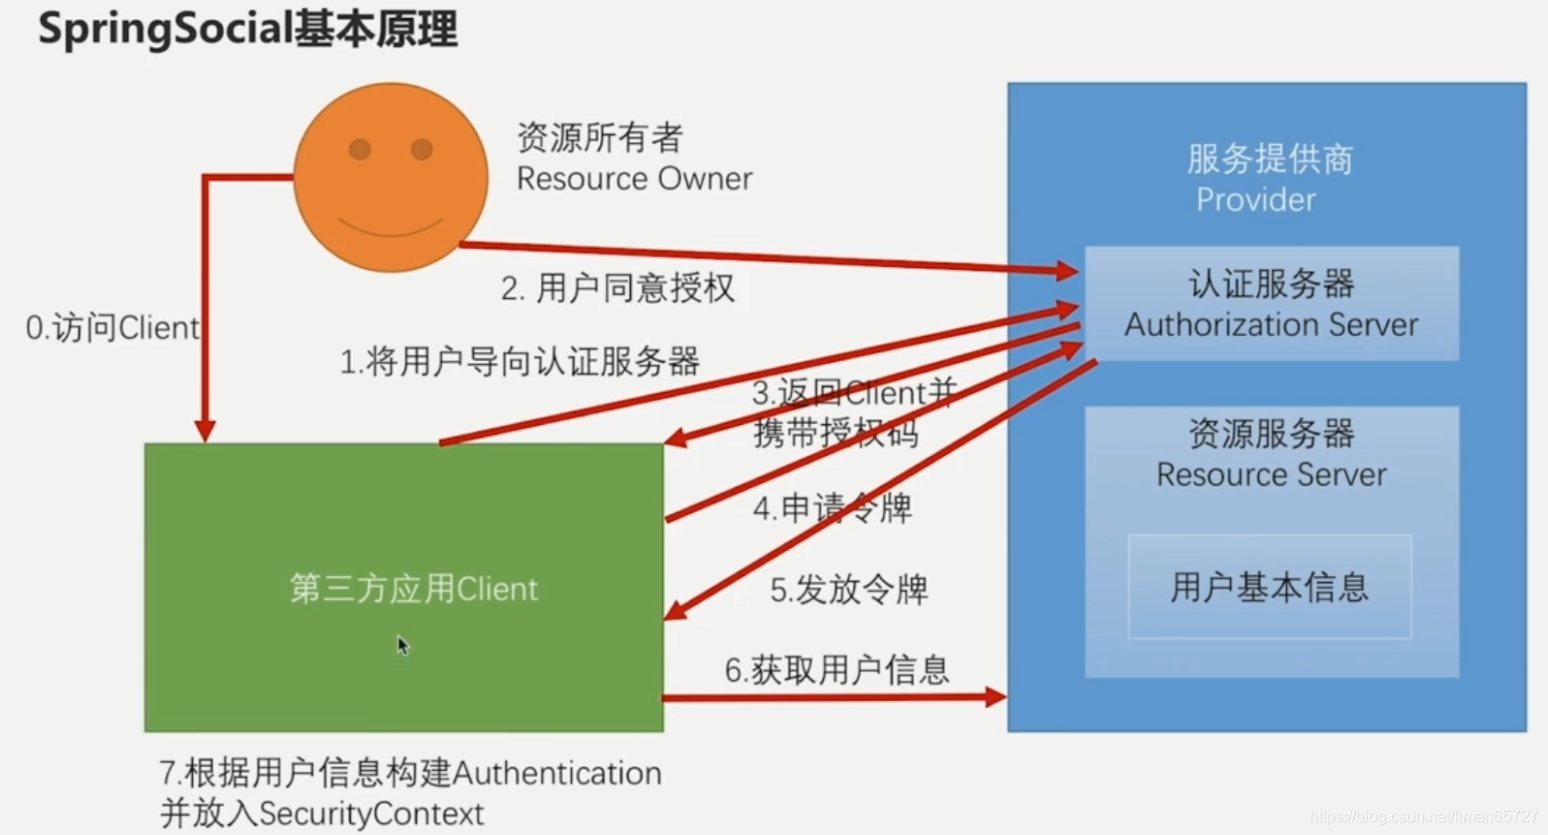 SpringSocial基本原理
资源所有者
Resource Owner
服务提供商
Provider
2. 用户同意授权
认证服务器
Authorization Server
0.访问Client
1.将用户导向认证服务器
3.返回Client并
携带授权码
资源服务器
Resource Server
4.申请令牌
第三方应用Client
5.发放令牌
用户基本信息
6.获取用户信息
7.根据用户信息构建Authentication
并放入SecurityContext
https://blog.csdn.net/liman65727